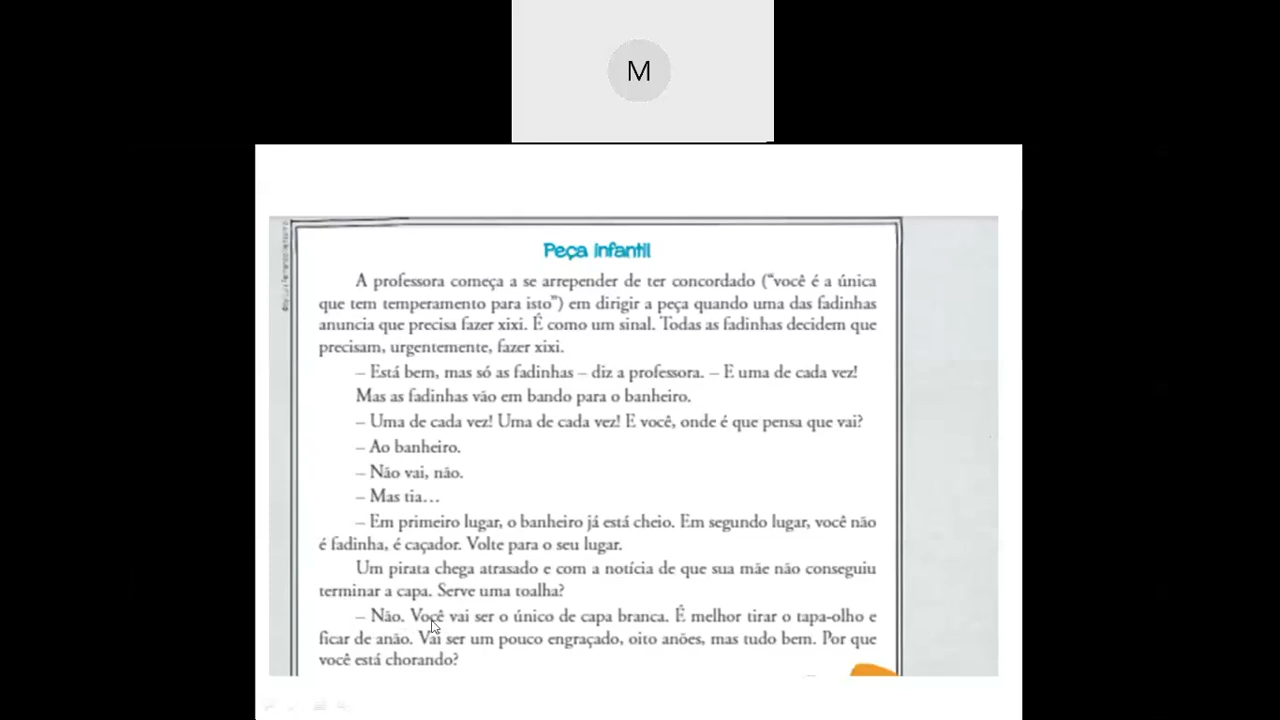 M
Peça Infantil
A professora começa a se arrepender de ter concordado (“você é a única
que tem temperamento para isto”) em dirigir a peça quando uma das fadinhas
anuncia que precisa fazer xixi. É como um sinal. Todas as fadinhas decidem que
precisam, urgentemente, fazer xixi.
– Está bem, mas só as fadinhas – diz a professora. – E uma de cada vez!
Mas as fadinhas vão em bando para o banheiro.
– Uma de cada vez! Uma de cada vez! E você, onde é que pensa que vai?
– Ao banheiro.
– Não vai, não.
– Mas tia…
– Em primeiro lugar, o banheiro já está cheio. Em segundo lugar, você não
é fadinha, é caçador. Volte para o seu lugar.
Um pirata chega atrasado e com a notícia de que sua mãe não conseguiu
terminar a capa. Serve uma toalha?
– Não. Você vai ser o único de capa branca. É melhor tirar o tapa-olho e
ficar de anão. Vai ser um pouco engraçado, oito anões, mas tudo bem. Por que
você está chorando?